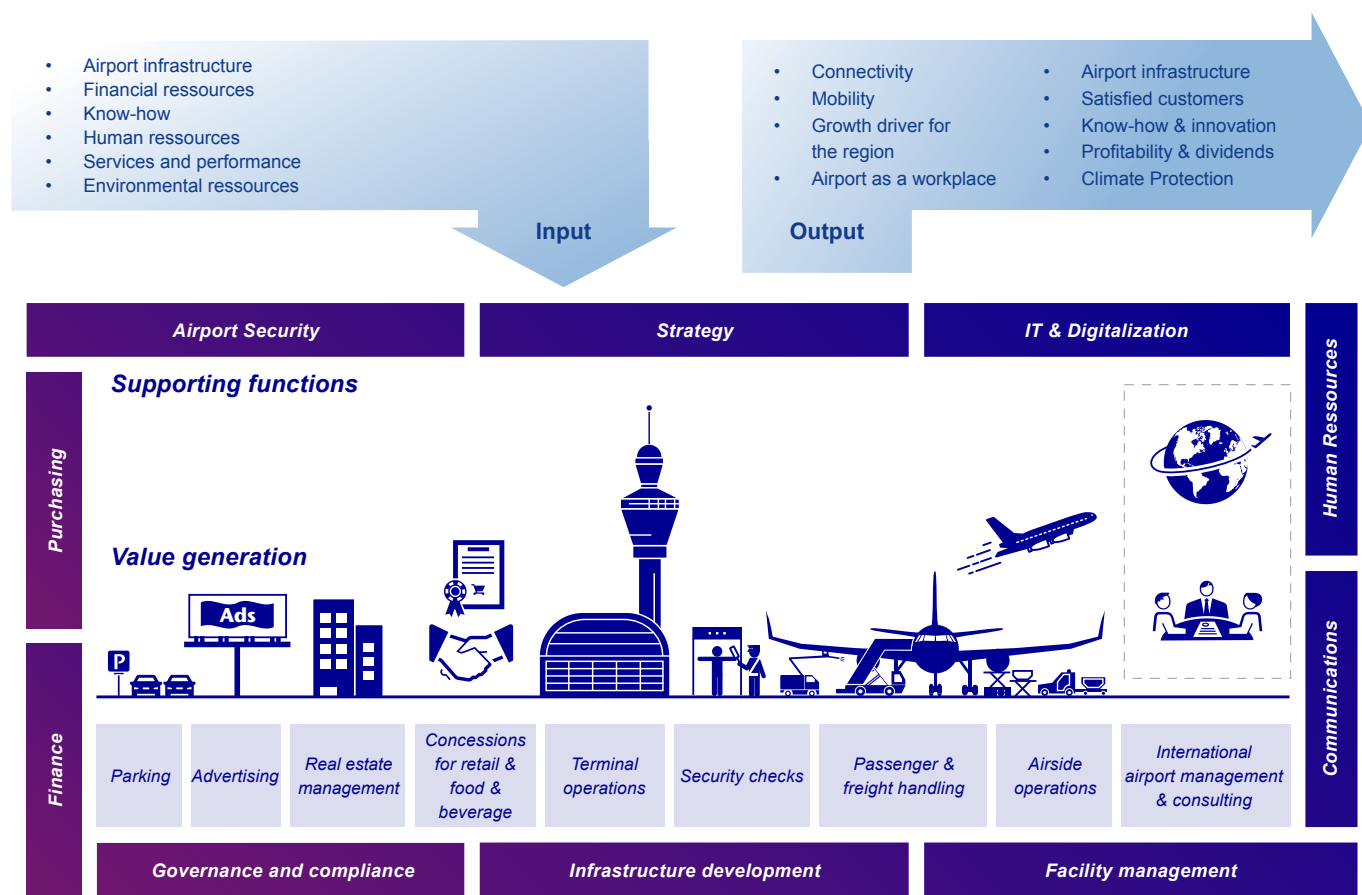 Airport infrastructure
Financial ressources
Know-how
Human ressources
Services and performance
Environmental ressources
Input
Connectivity
Mobility
Growth driver for
the region
Airport as a workplace
Airport infrastructure
Satisfied customers
Know-how & innovation
Profitability & dividends
Climate Protection
Output
Airport Security
Strategy
IT & Digitalization
Human Ressources
Supporting functions
Purchasing
Value generation
Ads
P
Finance
Communications
Parking
Advertising
Real estate
management
Concessions
for retail &
food &
beverage
Terminal
operations
Security checks
Passenger &
freight handling
Airside
operations
International
airport management
& consulting
Governance and compliance
Infrastructure development
Facility management